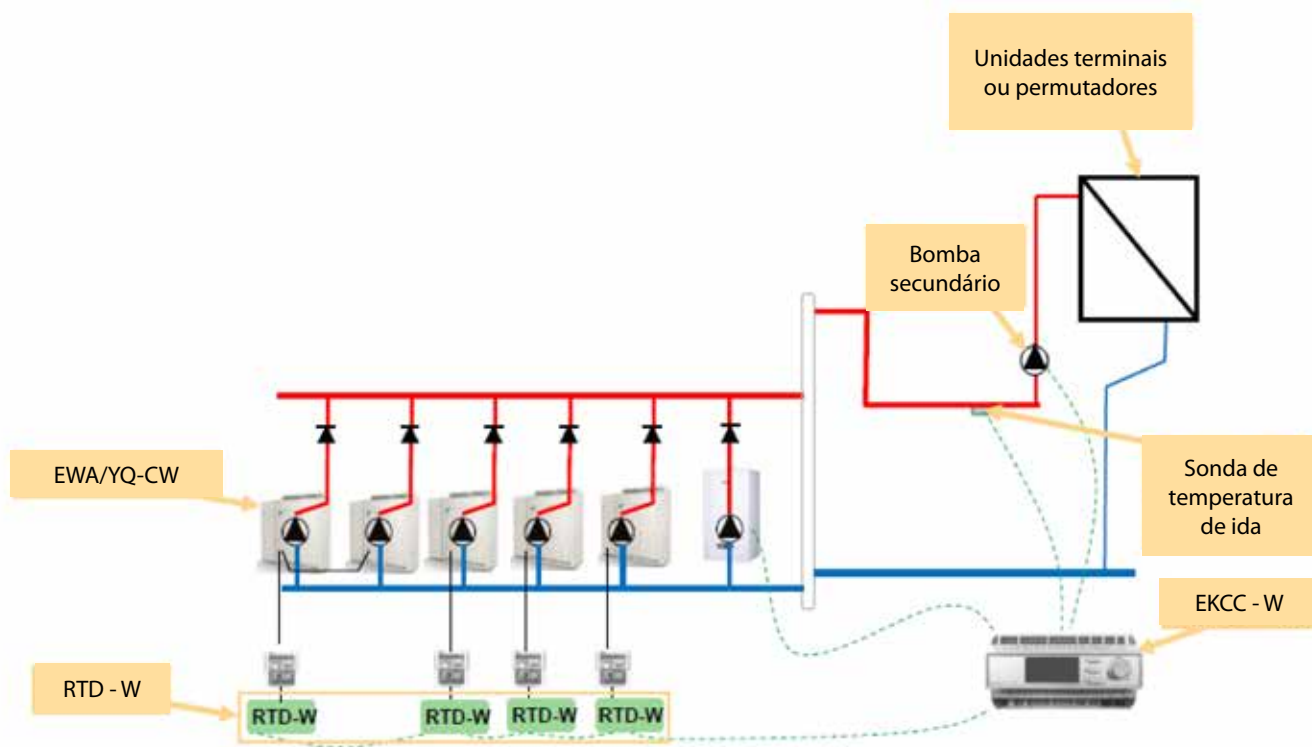 Unidades terminais
ou permutadores
Bomba
secundário
EWA/YQ-CW
Sonda de
temperatura
de ida
EKCC - W
RTD - W
RTD-W
RTD-W
RTD-W
RTD-W